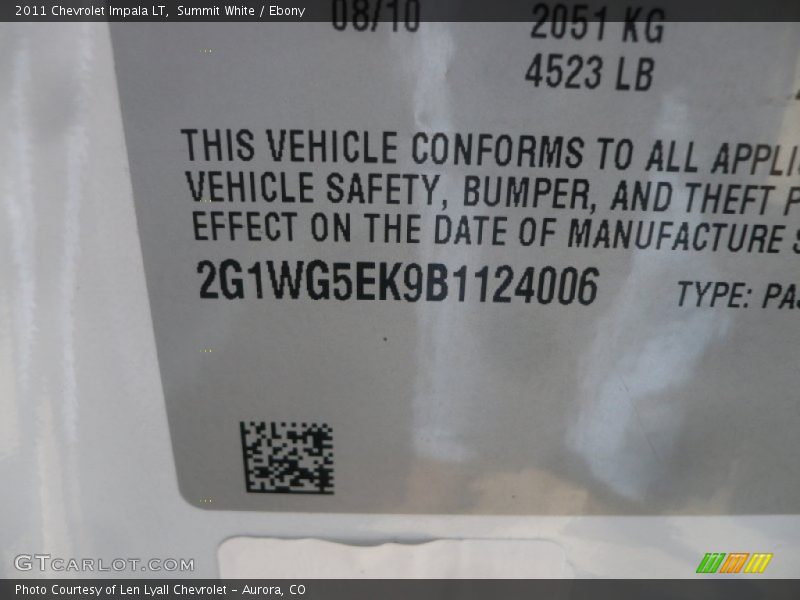 2011 Chevrolet Impala LT,  Summit White / Ebony
08/10 2051 KG
4523 LB
THIS VEHICLE CONFORMS TO ALL
VEHICLE SAFETY, BUMPER, AND THEFT
EFFECT ON THE DATE OF MANUFACTURE
2G1WG5EK9B1124006 TYPE:
GTCARLOT.COM
Photo Courtesy of Len Lyall Chevrolet - Aurora, CO